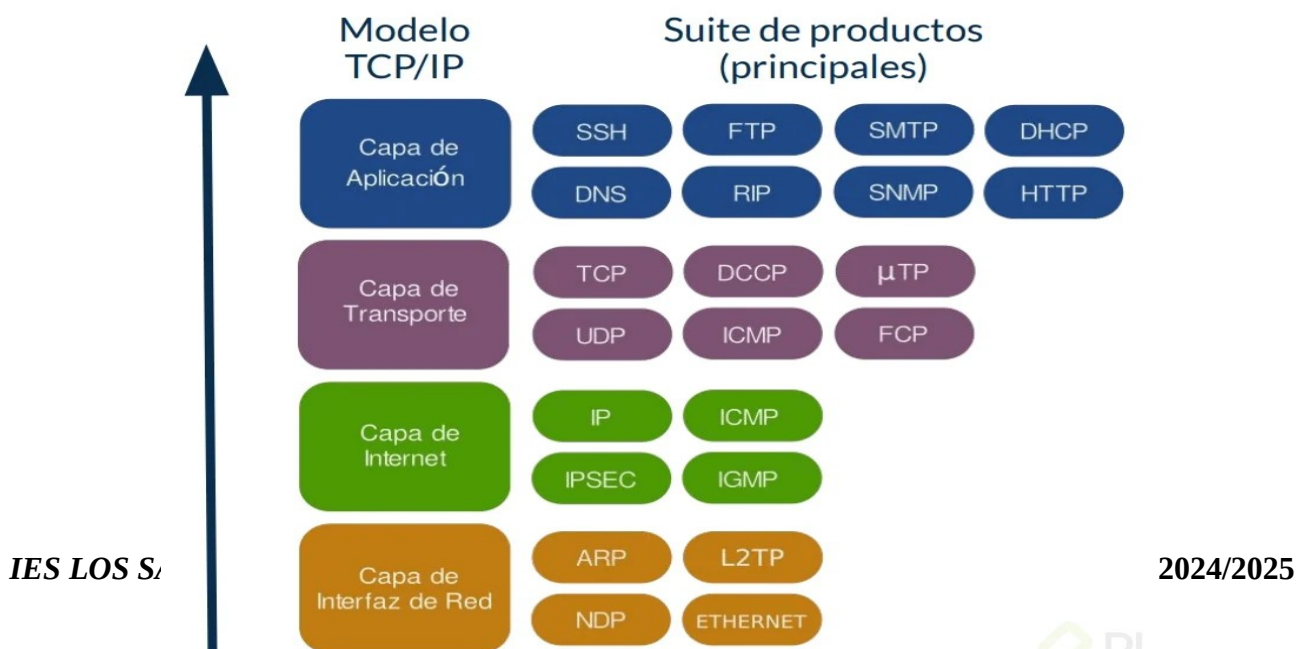 Modelo
TCP/IP
Suite de productos
(principales)
Capa de
Aplicación
SSH
FTP
SMTP
DHCP
DNS
RIP
SNMP
HTTP
Capa de
Transporte
TCP
DCCP
µTP
UDP
ICMP
FCP
Capa de
Internet
IP
ICMP
IPSEC
IGMP
Capa de
Interfaz de Red
ARP
L2TP
NDP
ETHERNET
IES LOS
2024/2025